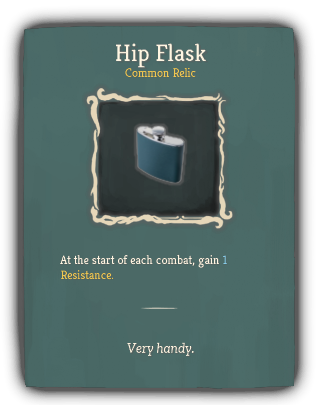 Hip Flask
Common Relic
At the start of each combat, gain 1
Resistance.
Very handy.